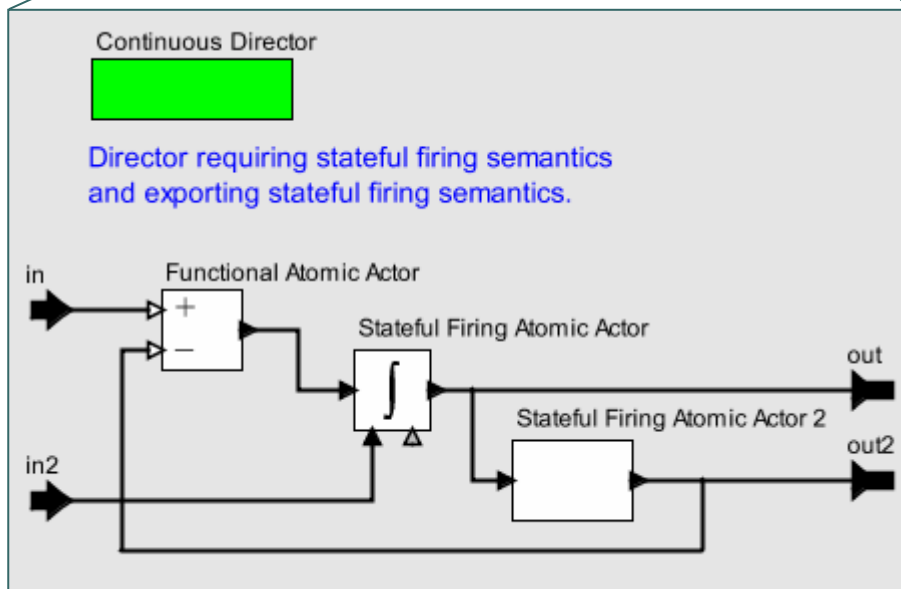 Continuous Director
Director requiring stateful firing semantics
and exporting stateful firing semantics.
in
Functional Atomic Actor
+
−
Stateful Firing Atomic Actor
∫
out
Stateful Firing Atomic Actor 2
out2
in2